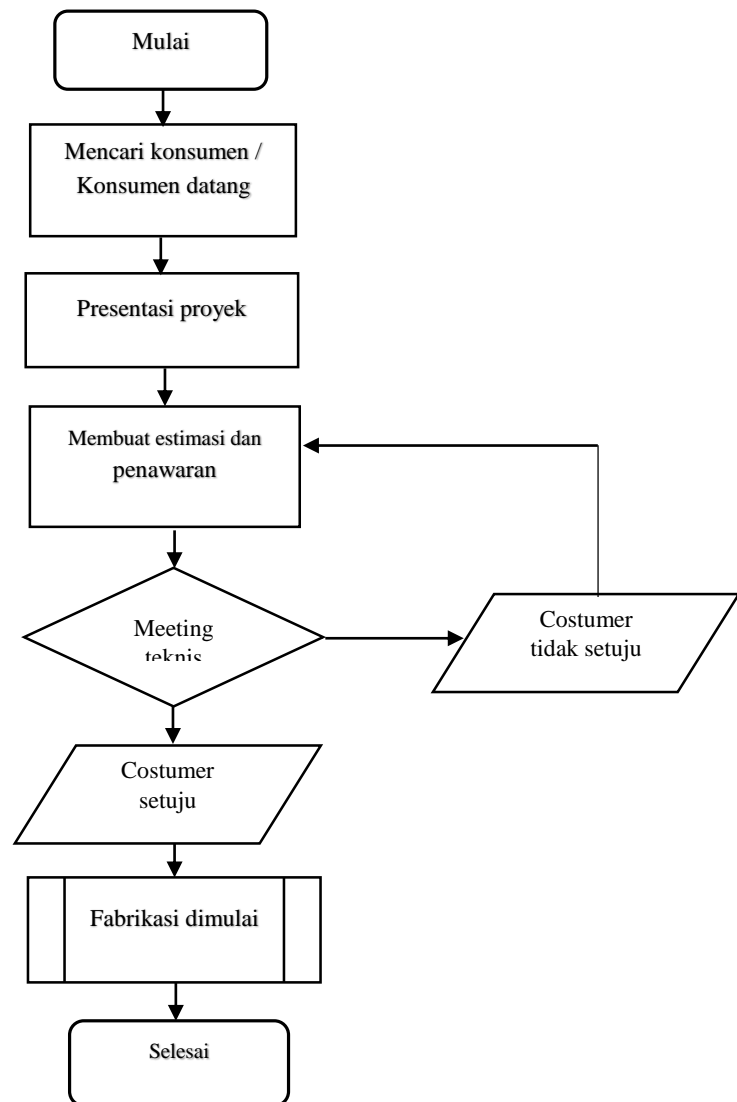 Mulai
Mencari konsumen /
Konsumen datang
Presentasi proyek
Membuat estimasi dan
penawaran
Meeting
teknis
Costumer
tidak setuju
Costumer
setuju
Fabrikasi dimulai
Selesai